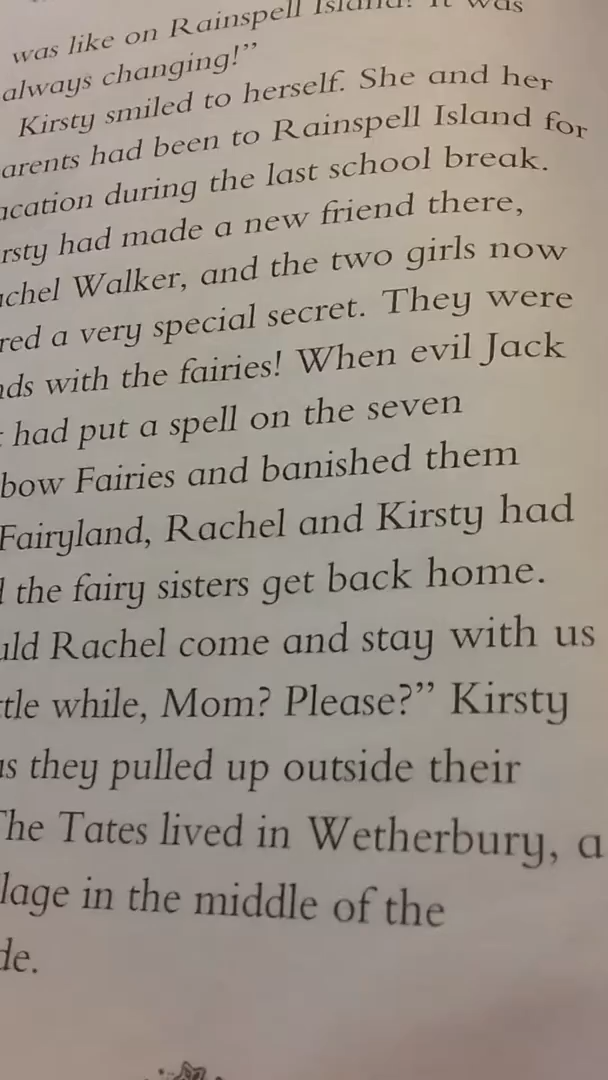 was like on Rainspell Island! It was
always changing!”
Kirsty smiled to herself. She and her
arents had been to Rainspell Island for
acation during the last school break.
rsty had made a new friend there,
achel Walker, and the two girls now
red a very special secret. They were
nds with the fairies! When evil Jack
had put a spell on the seven
bow Fairies and banished them
Fairyland, Rachel and Kirsty had
the fairy sisters get back home.
uld Rachel come and stay with us
tle while, Mom? Please?” Kirsty
as they pulled up outside their
The Tates lived in Wetherbury, a
lage in the middle of the
de.